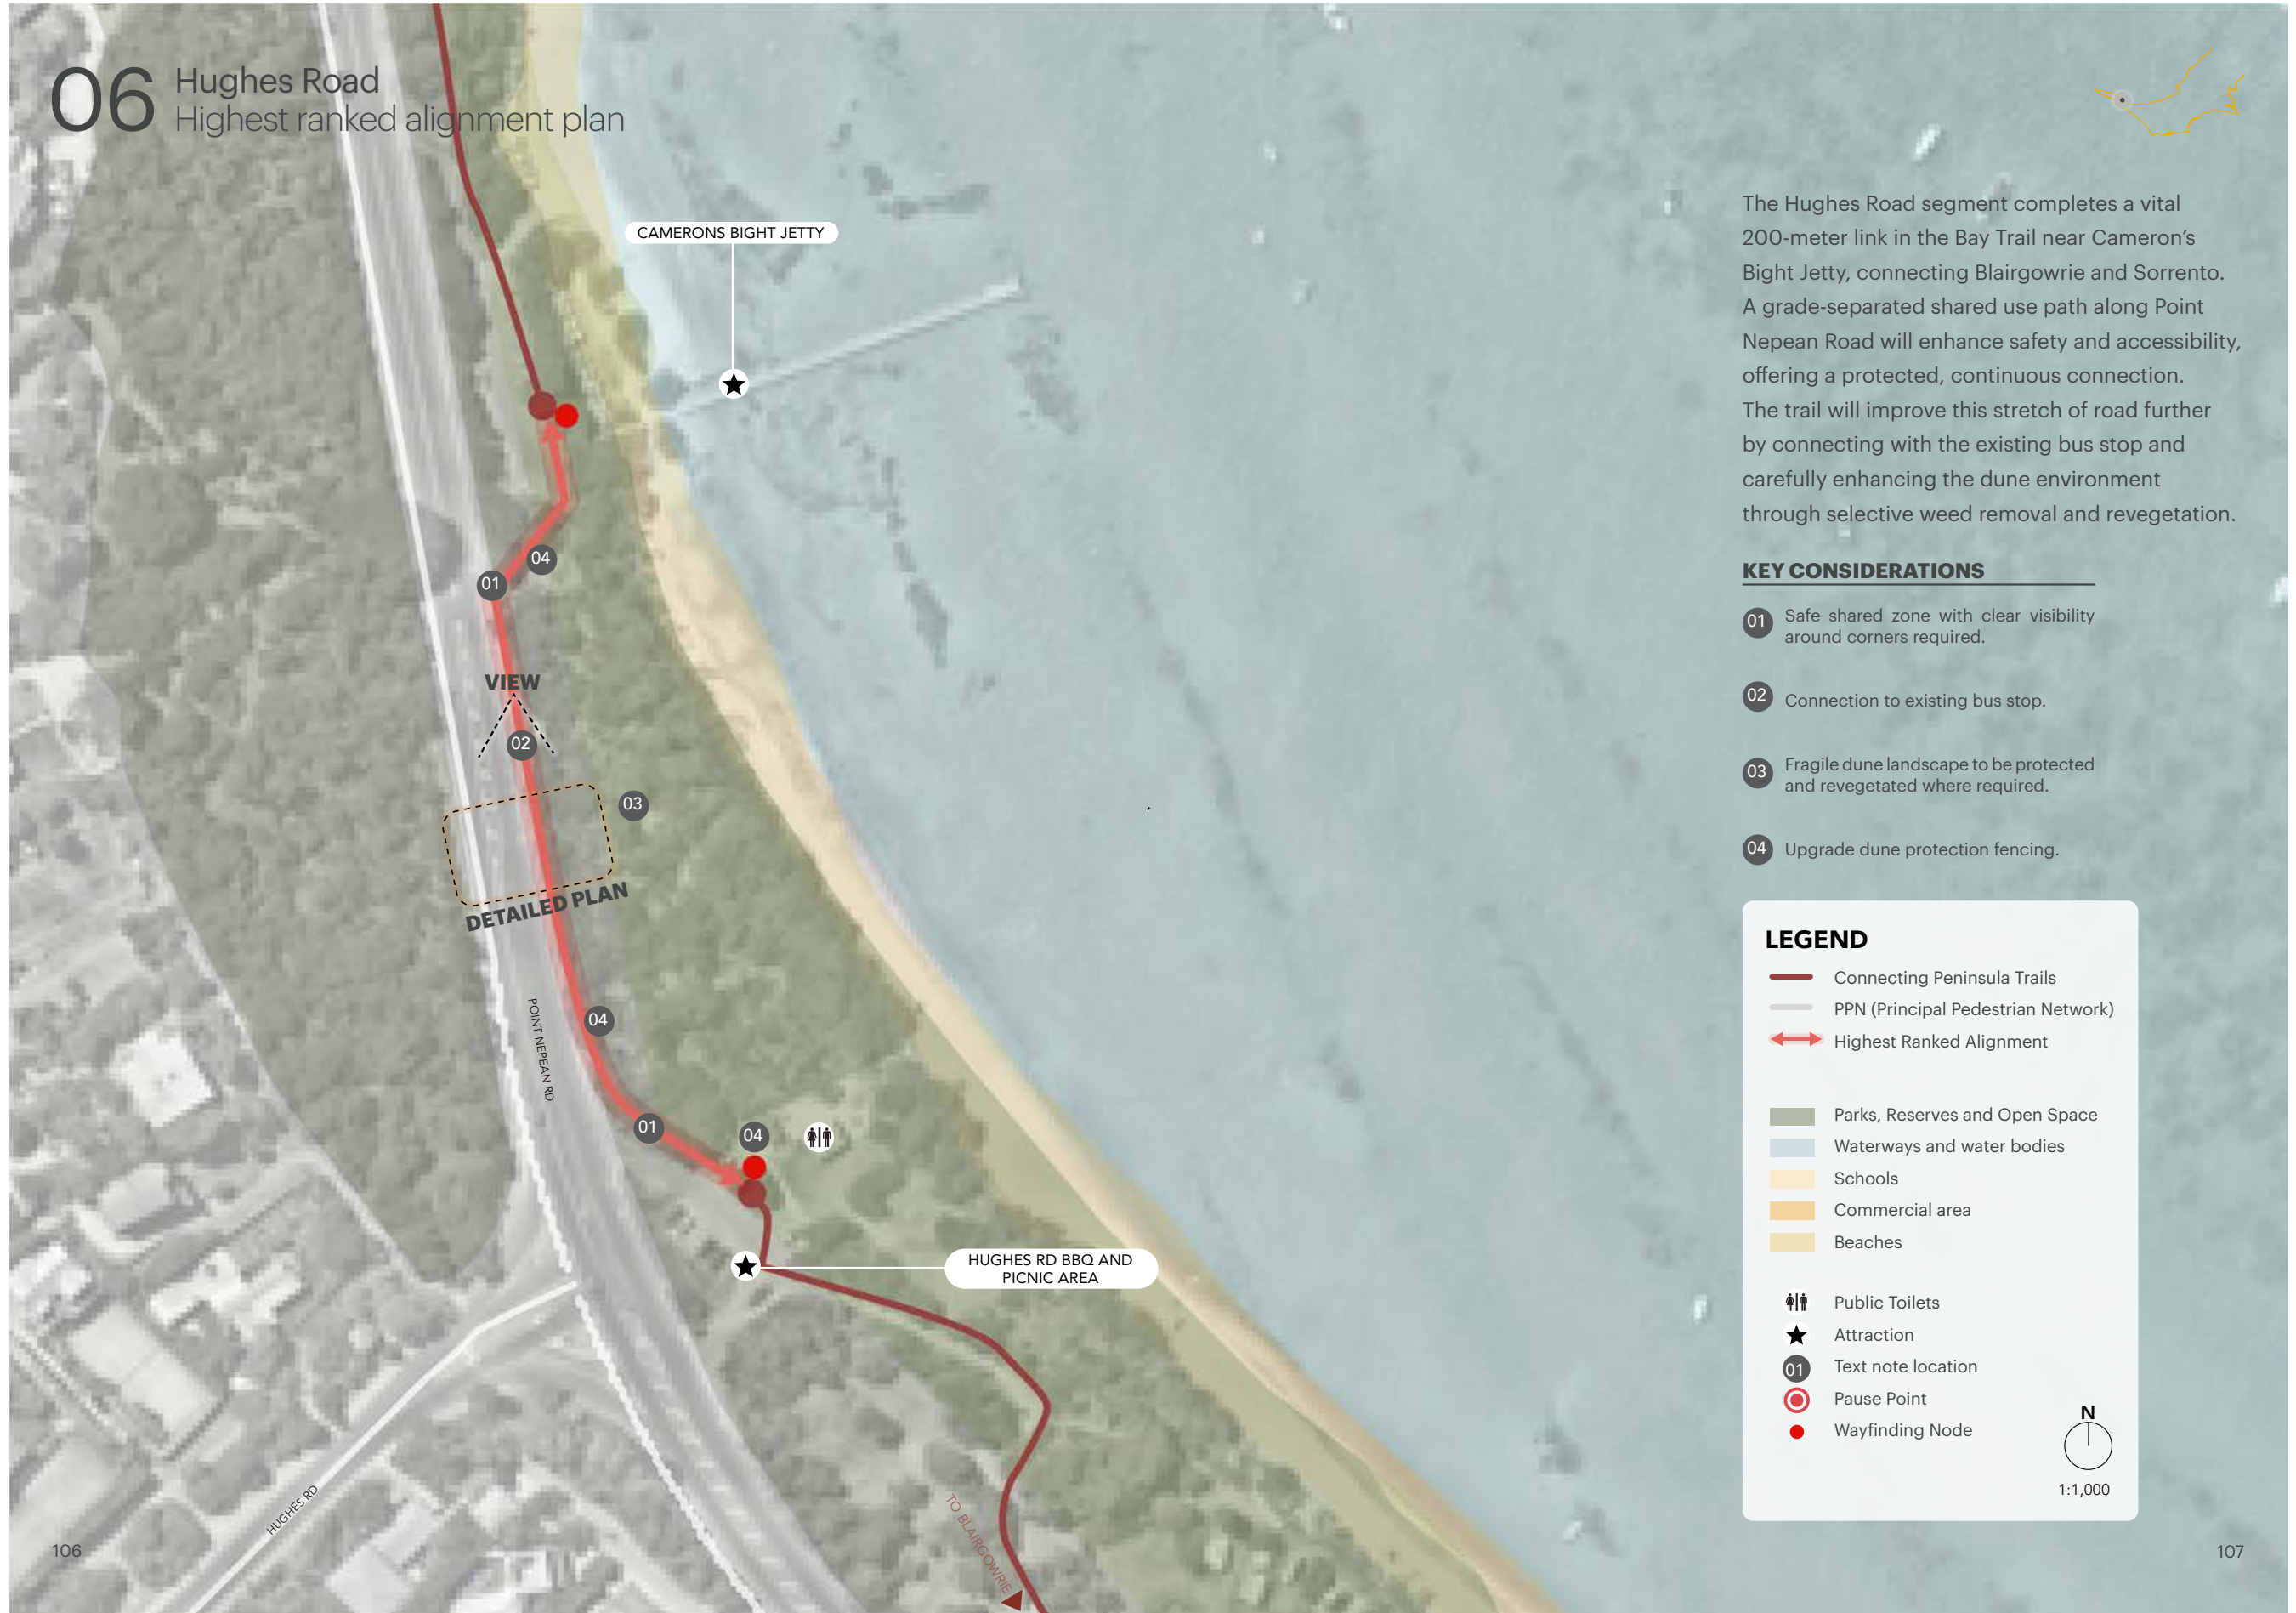 06 Hughes Road
Highest ranked alignment plan
CAMERONS BIGHT JETTY
The Hughes Road segment completes a vital
200-meter link in the Bay Trail near Cameron’s
Bight Jetty, connecting Blairgowrie and Sorrento.
A grade-separated shared use path along Point
Nepean Road will enhance safety and accessibility,
offering a protected, continuous connection.
The trail will improve this stretch of road further
by connecting with the existing bus stop and
carefully enhancing the dune environment
through selective weed removal and revegetation.
KEY CONSIDERATIONS
01 Safe shared zone with clear visibility
around corners required.
02 Connection to existing bus stop.
03 Fragile dune landscape to be protected
and revegetated where required.
04 Upgrade dune protection fencing.
04
01
VIEW
02
03
DETAILED PLAN
04
POINT NEPEAN RD
01
04
HUGHES RD BBQ AND
PICNIC AREA
HUGHES RD
TO BLAIRGOWRIE
LEGEND
Connecting Peninsula Trails
PPN (Principal Pedestrian Network)
Highest Ranked Alignment
Parks, Reserves and Open Space
Waterways and water bodies
Schools
Commercial area
Beaches
Public Toilets
Attraction
01 Text note location
Pause Point
Wayfinding Node
N
1:1,000
106
107